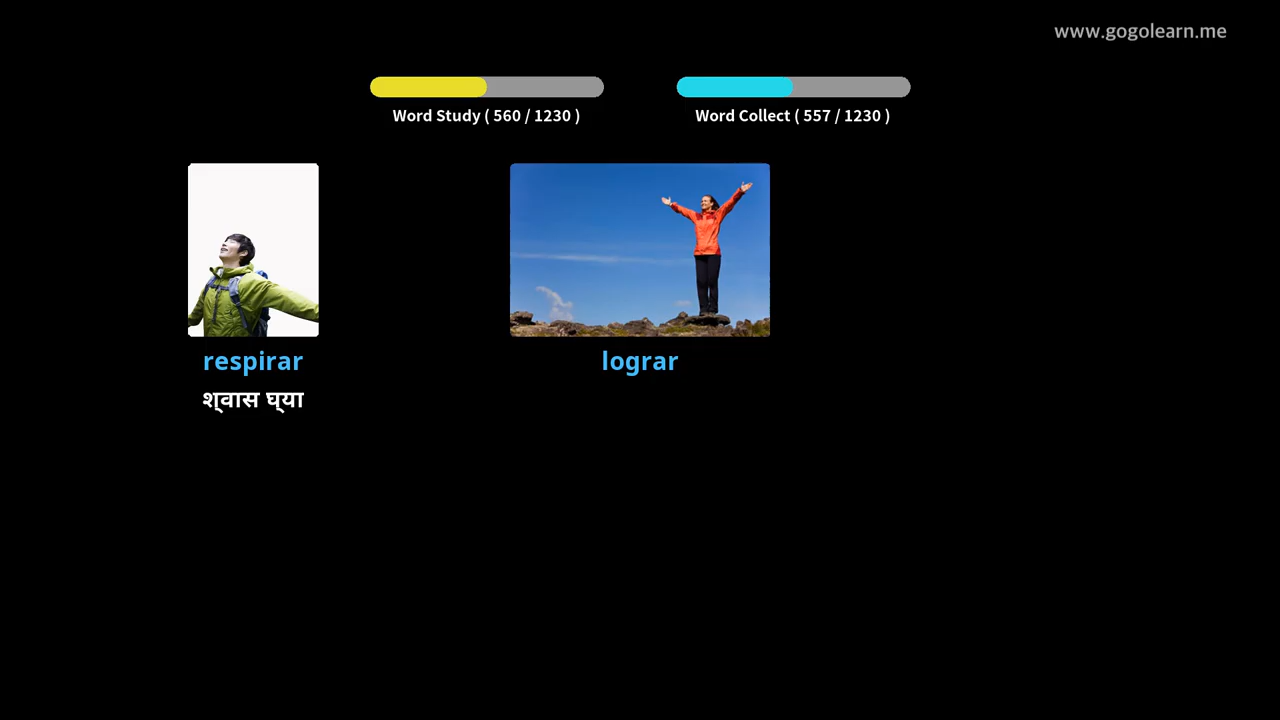 www.gogolearn.me
Word Study ( 560 / 1230 )
Word Collect ( 557 / 1230 )
respirar
श्वास घ्या
lograr